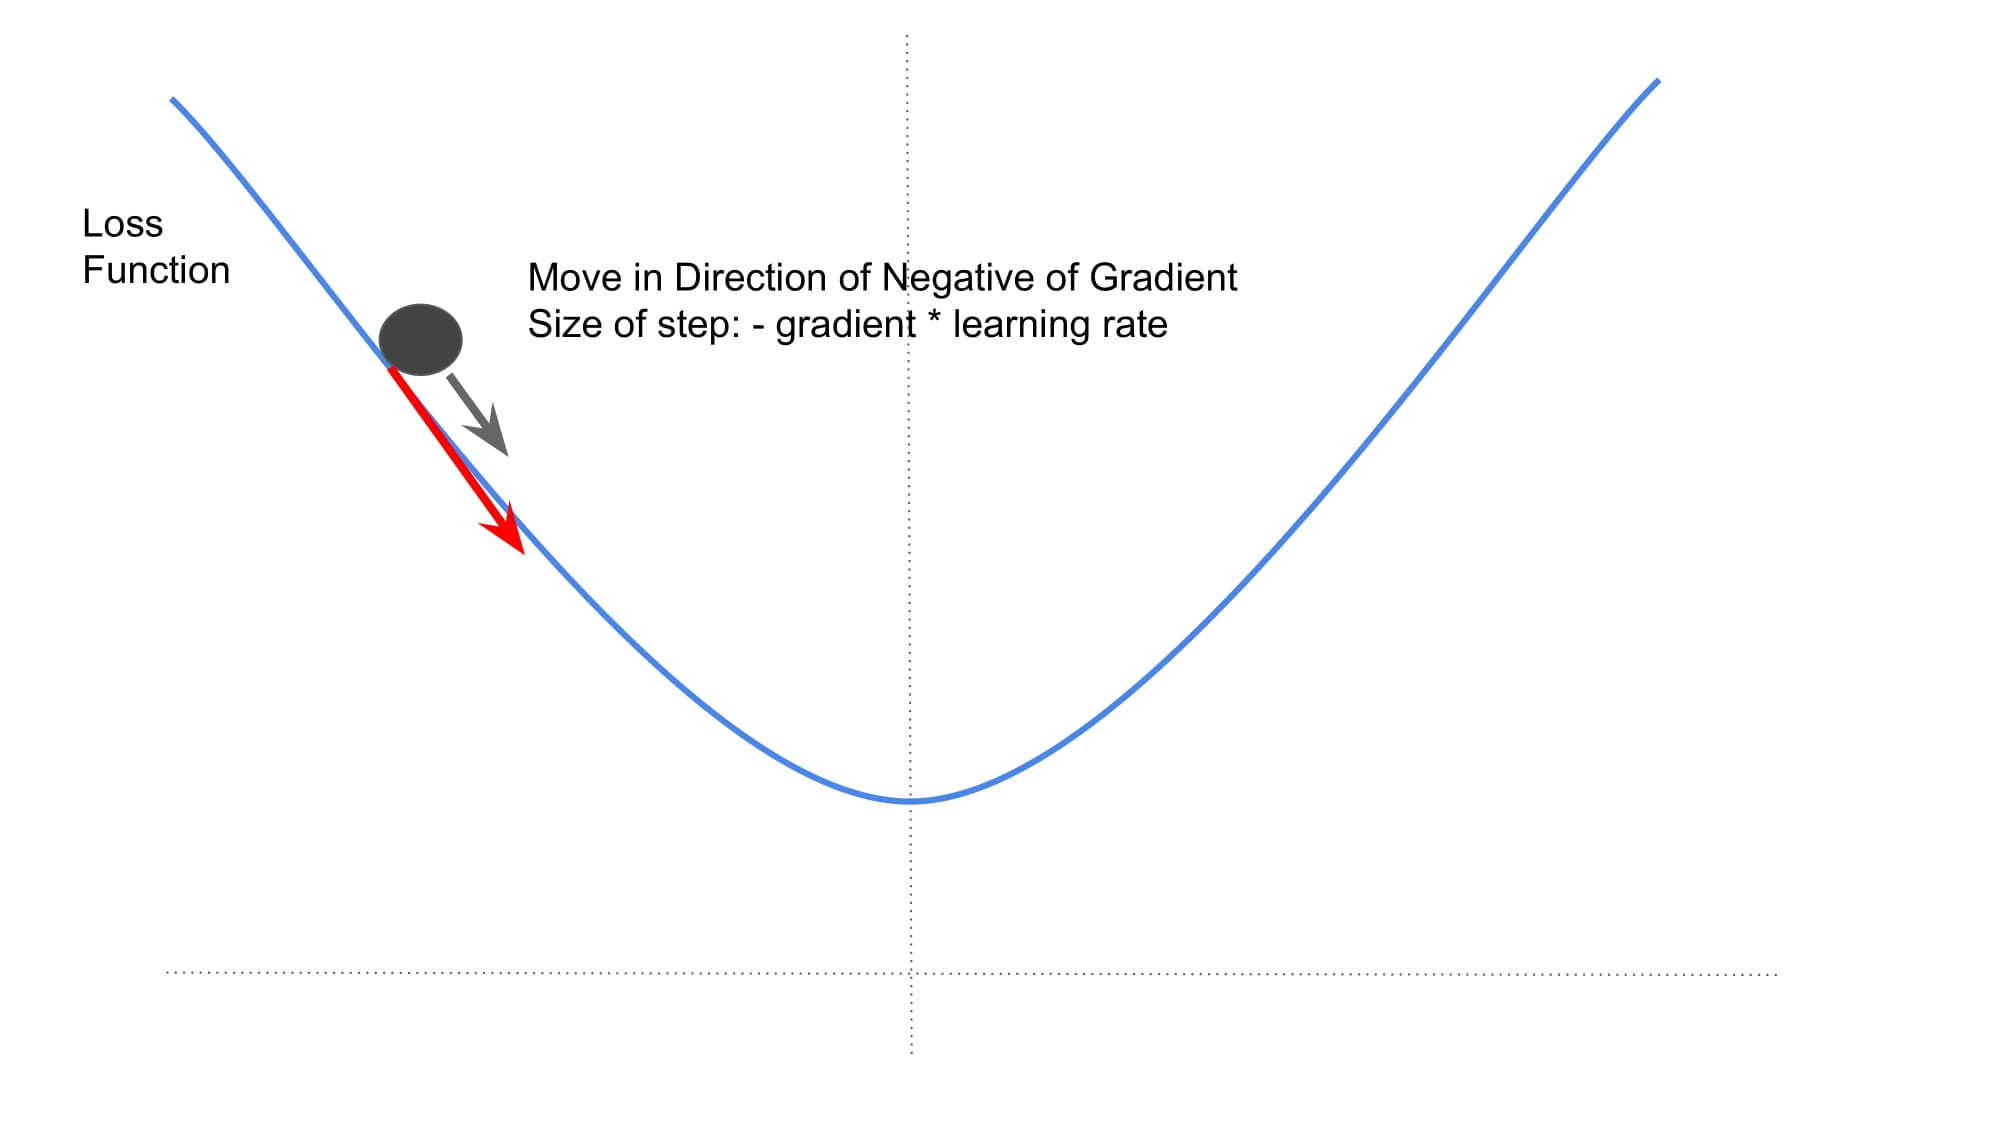 Loss
Function
Move in Direction of Negative of Gradient
Size of step: - gradient * learning rate